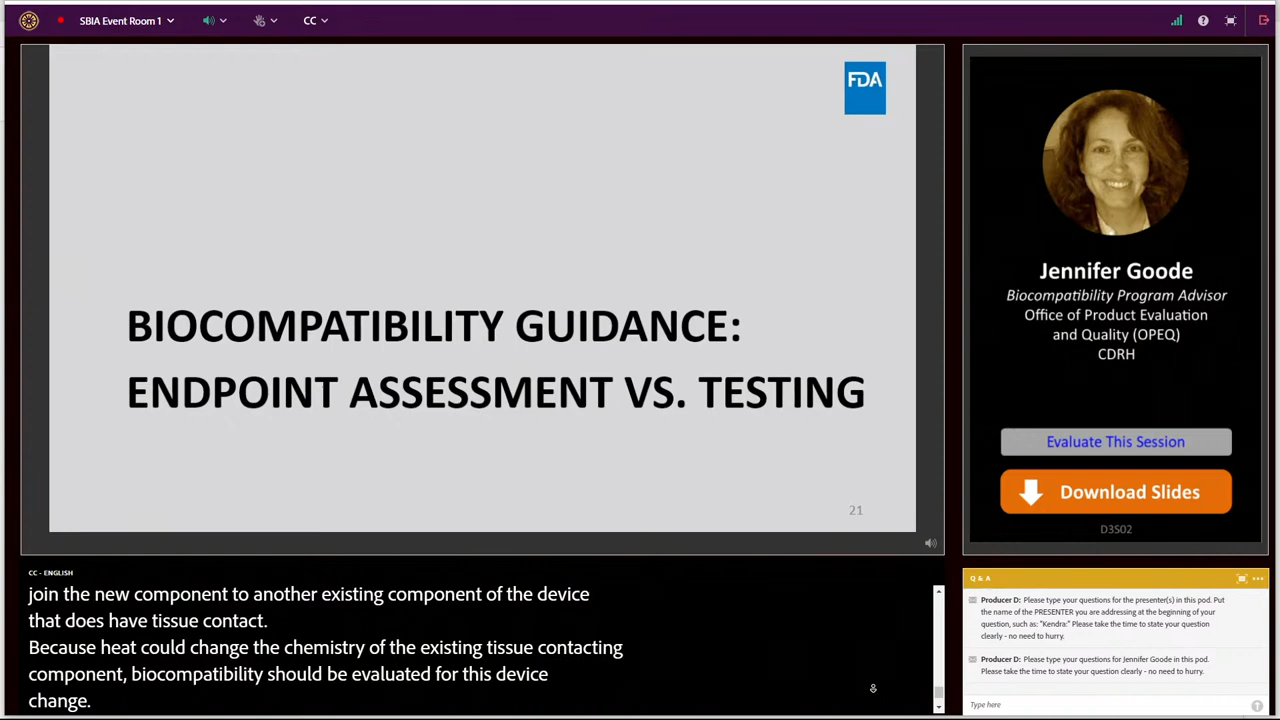 SBIA Event Room 1
CC
FDA
BIOCOMPATIBILITY GUIDANCE:
ENDPOINT ASSESSMENT VS. TESTING
21
Jennifer Goode
Biocompatibility Program Advisor
Office of Product Evaluation
and Quality (OPEQ)
CDRH
Evaluate This Session
Download Slides
D3S02
CC - ENGLISH
join the new component to another existing component of the device
that does have tissue contact.
Because heat could change the chemistry of the existing tissue contacting
component, biocompatibility should be evaluated for this device
change.
Q & A
Producer D: Please type your questions for the presenter(s) in this pod. Put
the name of the PRESENTER you are addressing at the beginning of your
question, such as: "Kendra:" Please take the time to state your question
clearly - no need to hurry.
Producer D: Please type your questions for Jennifer Goode in this pod.
Please take the time to state your question clearly - no need to hurry.
Type here